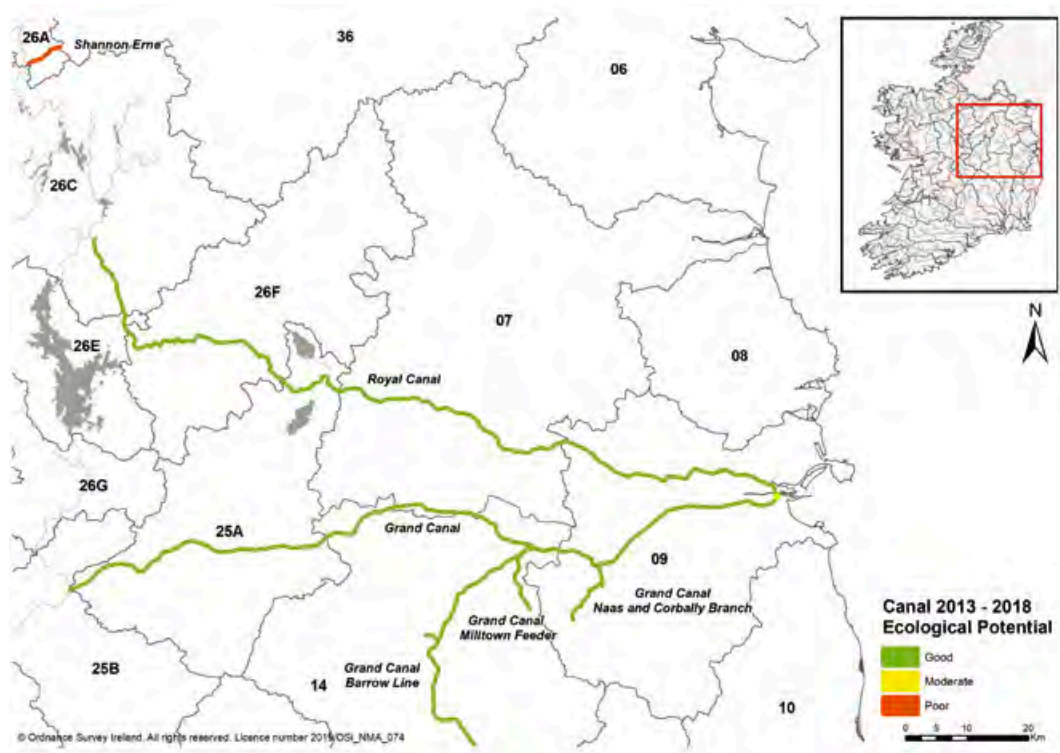 26A
Shannon Erne
36
06
26C
26F
07
26E
08
Royal Canal
26G
25A
Grand Canal
09
Grand Canal
Naas and Corbally Branch
Grand Canal
Milltown Feeder
25B
Grand Canal
Barrow Line
14
10
N
Canal 2013 - 2018
Ecological Potential
Good
Moderate
Poor
0 5 10 20
Km
© Ordnance Survey Ireland. All rights reserved. Licence number 2019/OSi_NMA_074